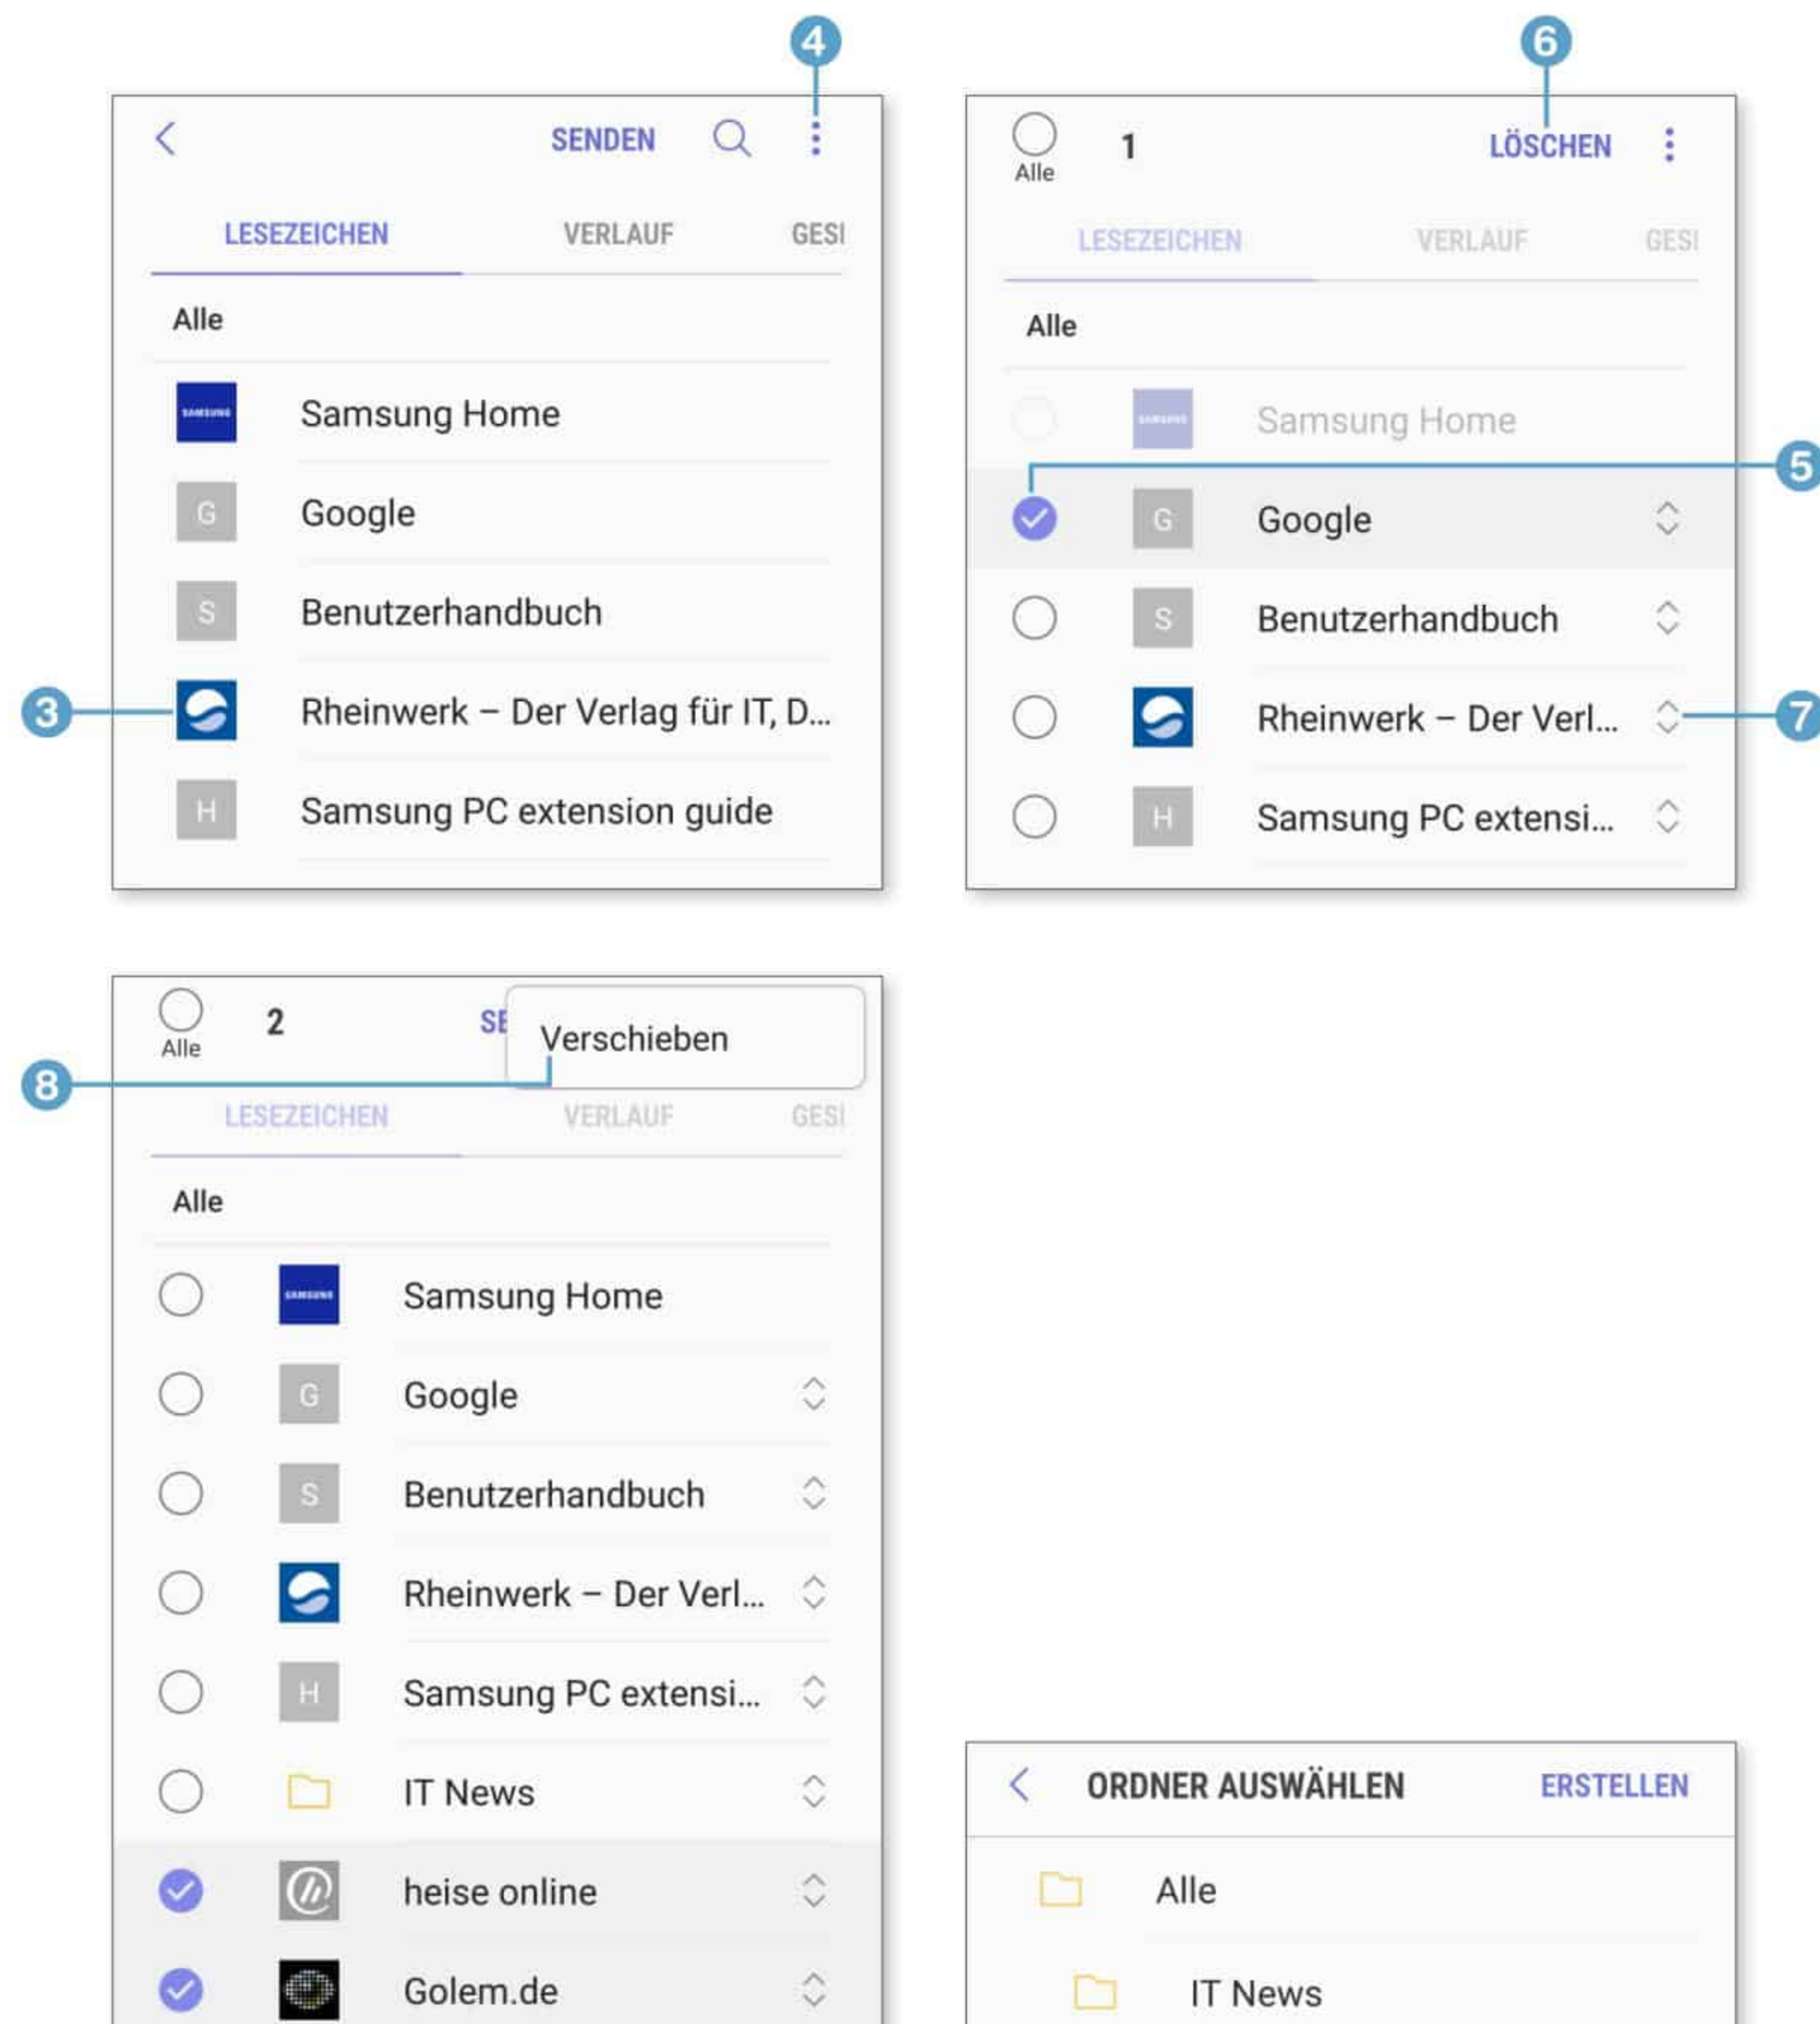 4
SENDEN
LESEZEICHEN VERLAUF GESI
Alle
SAMSUNG Samsung Home
G Google
S Benutzerhandbuch
3 Rheinwerk – Der Verlag für IT, D...
H Samsung PC extension guide
6
Alle 1 LÖSCHEN
LESEZEICHEN VERLAUF GESI
Alle
SAMSUNG Samsung Home
5
G Google
S Benutzerhandbuch
Rheinwerk – Der Verl... 7
H Samsung PC extensi...
Alle 2 SE Verschieben
8
LESEZEICHEN VERLAUF GESI
Alle
SAMSUNG Samsung Home
G Google
S Benutzerhandbuch
Rheinwerk – Der Verl...
H Samsung PC extensi...
IT News
heise online
Golem.de
ORDNER AUSWÄHLEN ERSTELLEN
Alle
IT News